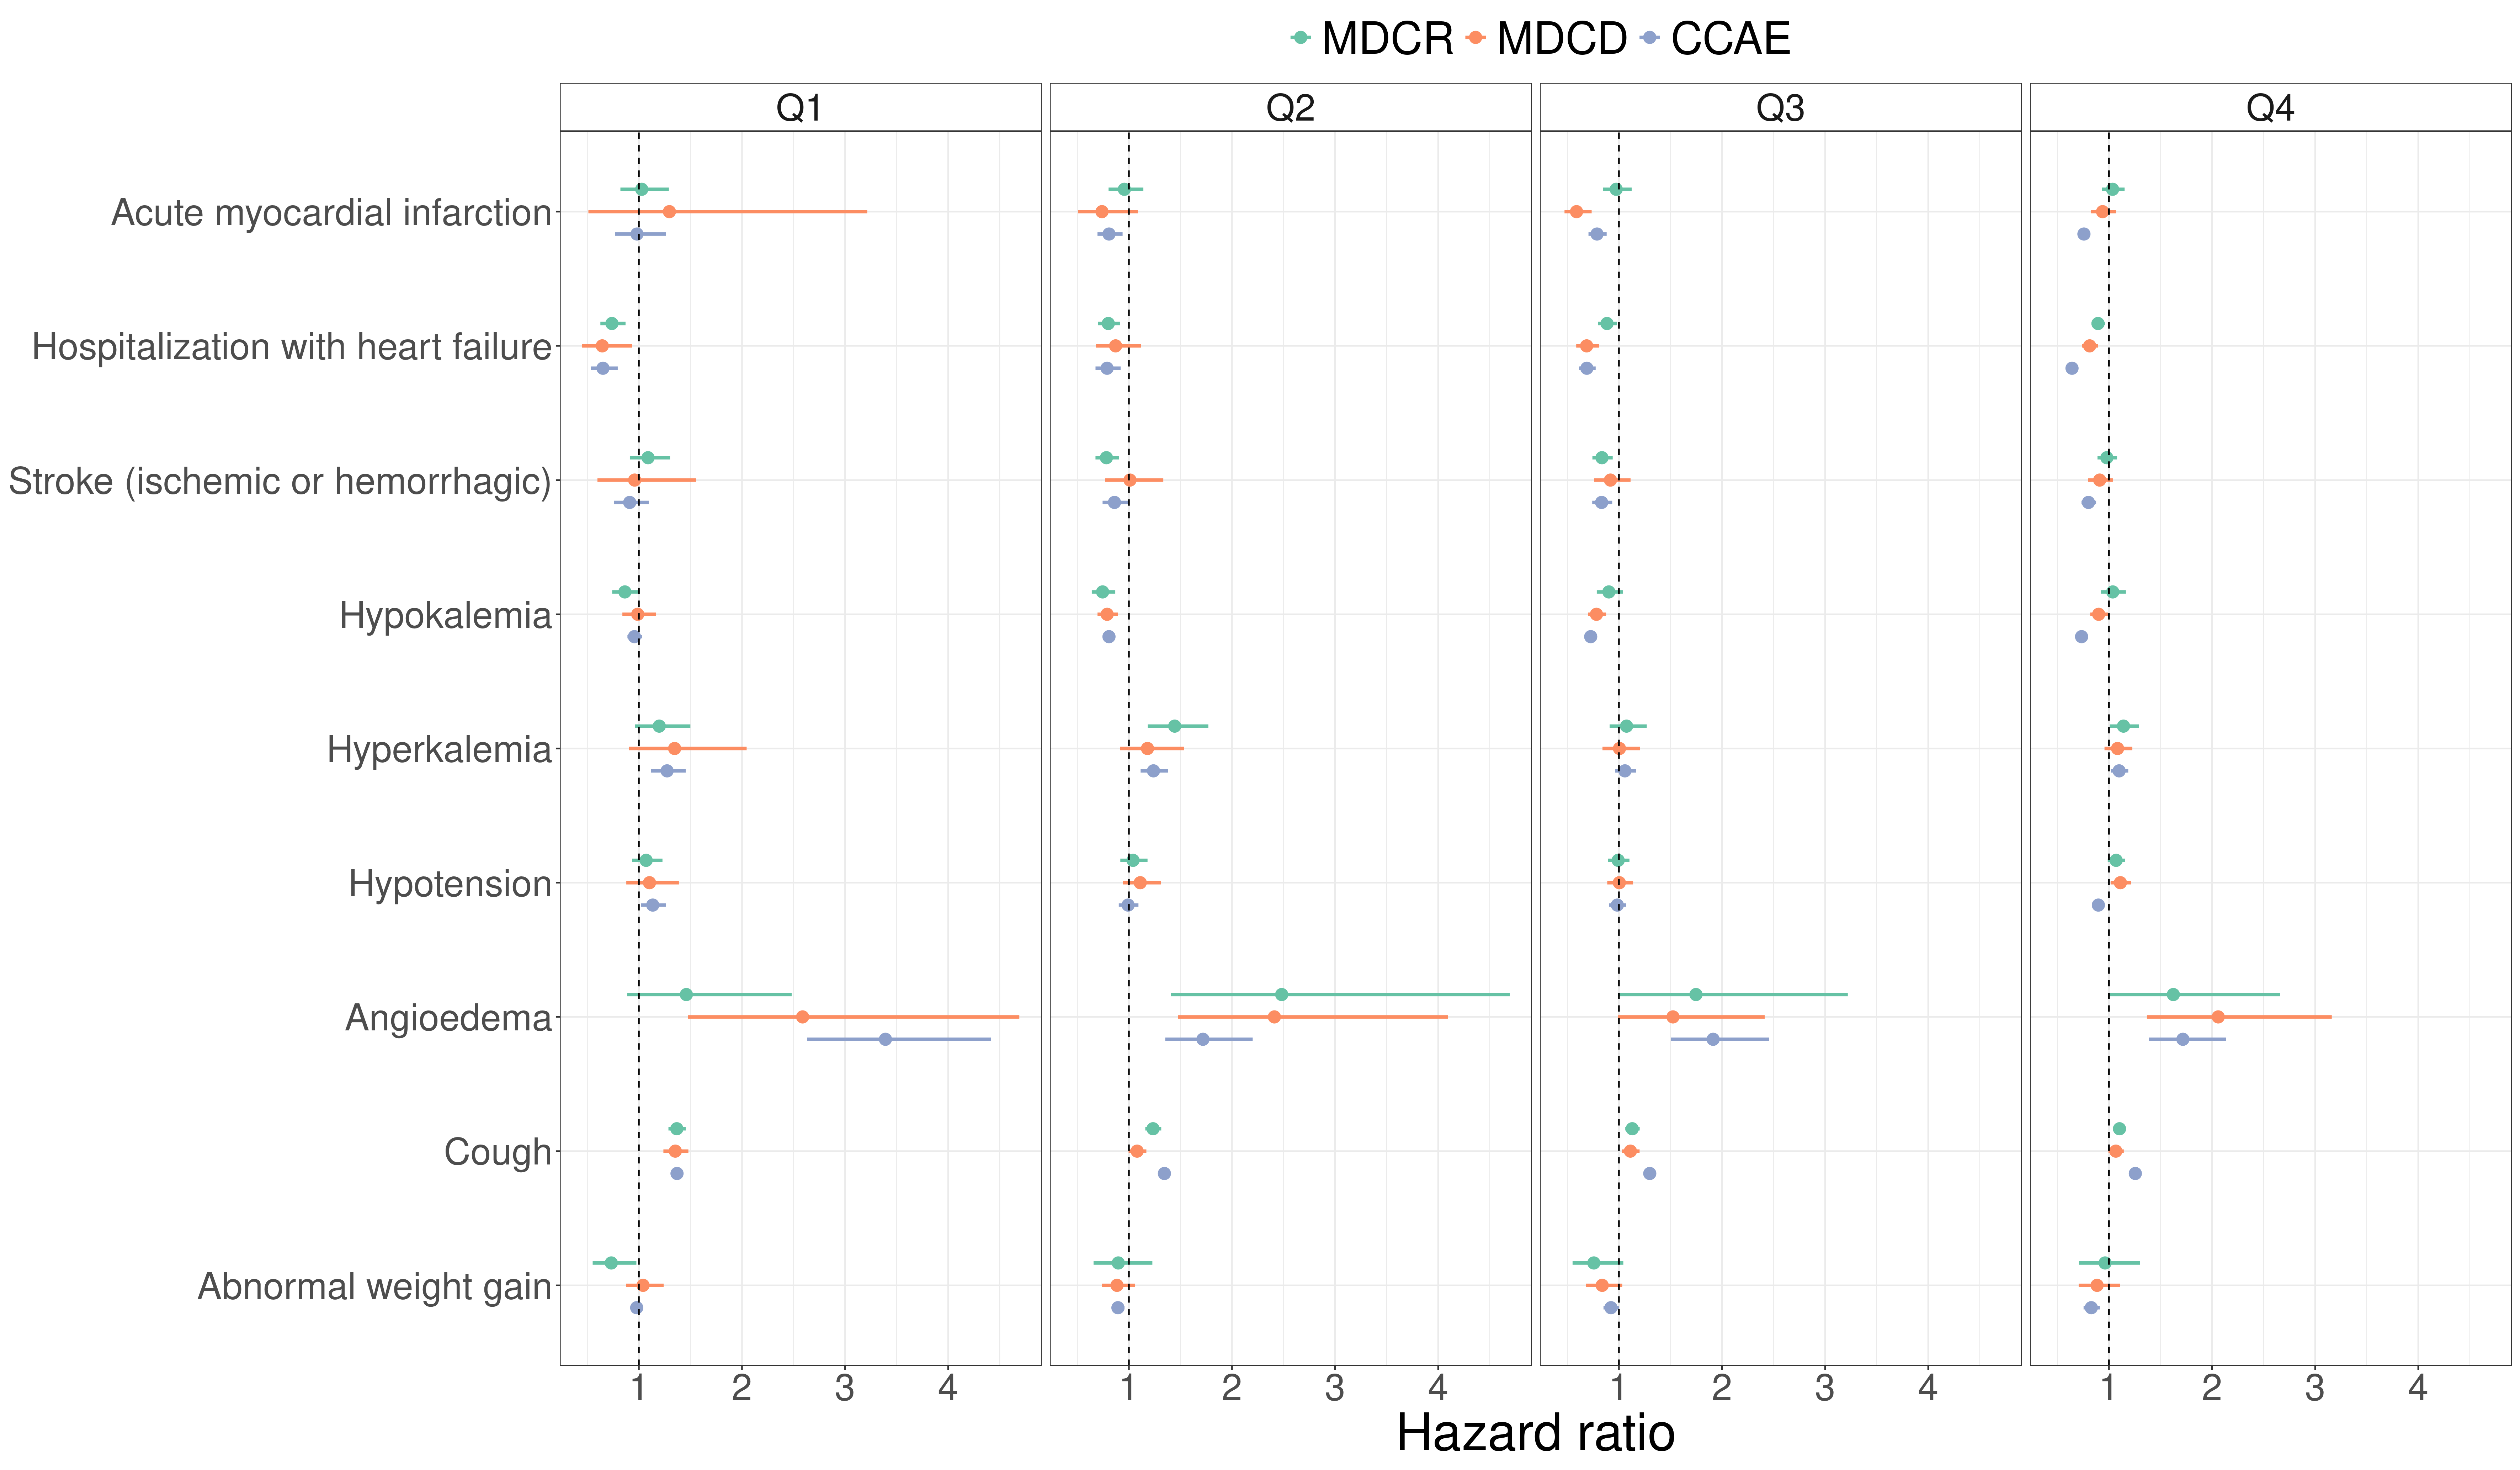 MDCR MDCD CCAE
Q1 Q2 Q3 Q4
Acute myocardial infarction
Hospitalization with heart failure
Stroke (ischemic or hemorrhagic)
Hypokalemia
Hyperkalemia
Hypotension
Angioedema
Cough
Abnormal weight gain
1 2 3 4 1 2 3 4 1 2 3 4 1 2 3 4
Hazard ratio